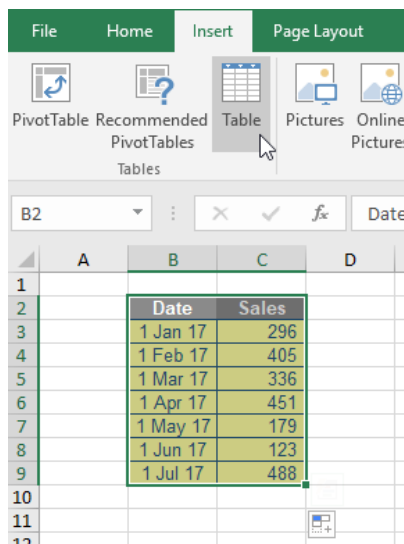 File Home Insert Page Layout
PivotTable Recommended PivotTables Table Pictures Online Pictures
Tables
B2 fx Date
A B C D
1
2 Date Sales
3 1 Jan 17 296
4 1 Feb 17 405
5 1 Mar 17 336
6 1 Apr 17 451
7 1 May 17 179
8 1 Jun 17 123
9 1 Jul 17 488
10
11
12